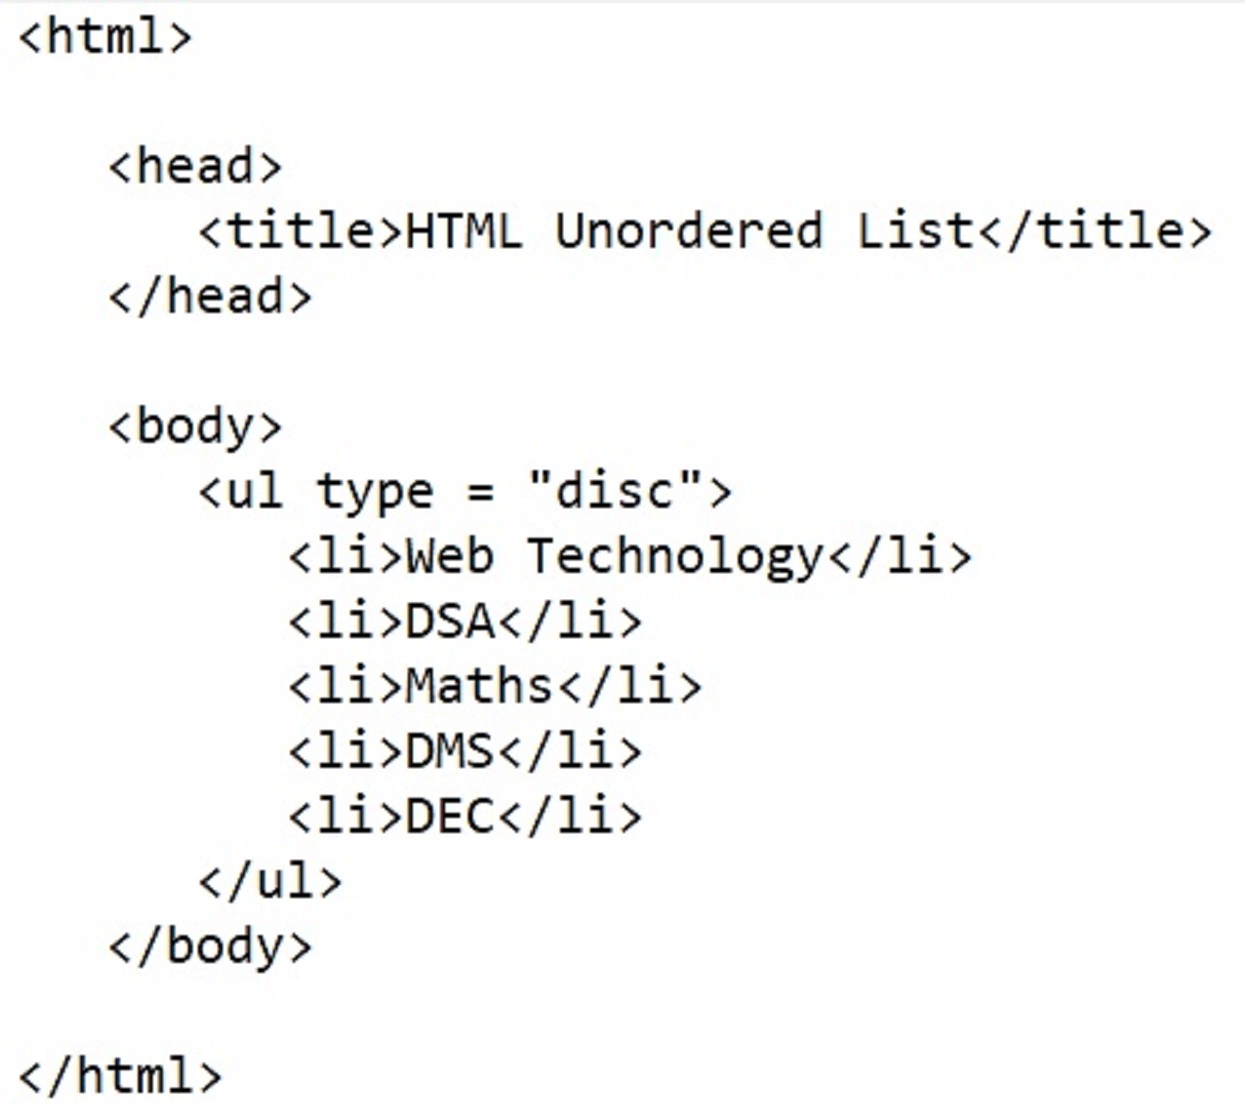 <html>
<head>
<title>HTML Unordered List</title>
</head>
<body>
<ul type = "disc">
<li>Web Technology</li>
<li>DSA</li>
<li>Maths</li>
<li>DMS</li>
<li>DEC</li>
</ul>
</body>
</html>